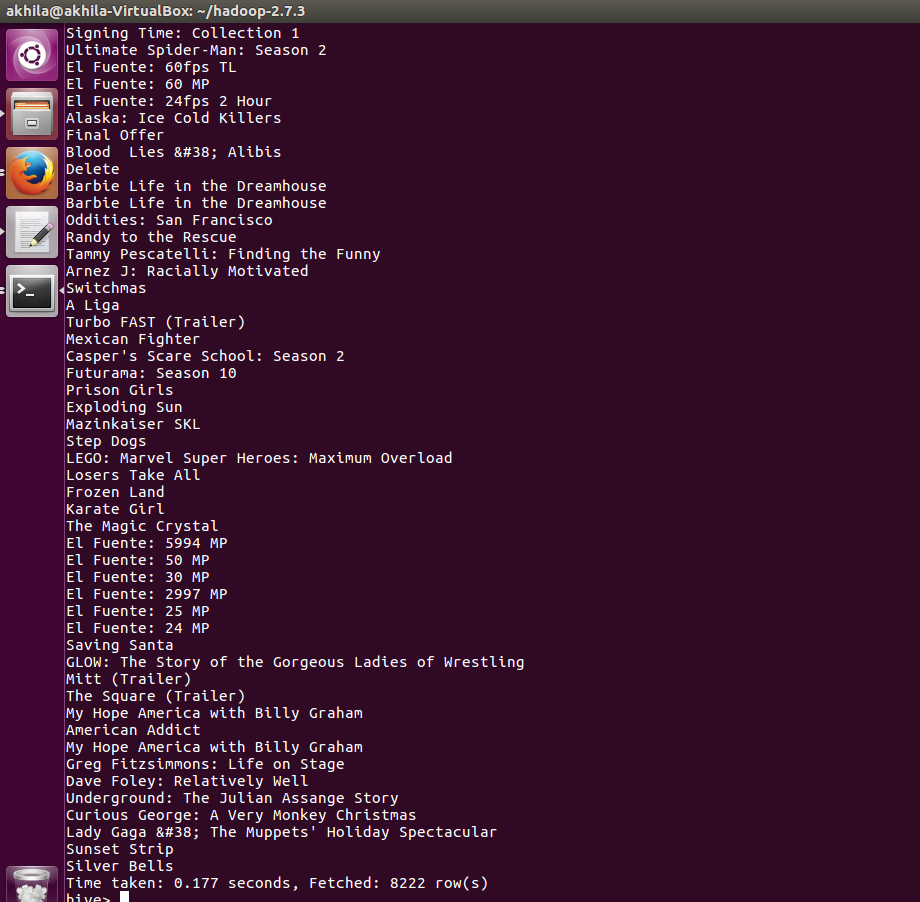 akhila@akhila-VirtualBox: ~/hadoop-2.7.3
Signing Time: Collection 1
Ultimate Spider-Man: Season 2
El Fuente: 60fps TL
El Fuente: 60 MP
El Fuente: 24fps 2 Hour
Alaska: Ice Cold Killers
Final Offer
Blood  Lies &#38; Alibis
Delete
Barbie Life in the Dreamhouse
Barbie Life in the Dreamhouse
Oddities: San Francisco
Randy to the Rescue
Tammy Pescatelli: Finding the Funny
Arnez J: Racially Motivated
Switchmas
A Liga
Turbo FAST (Trailer)
Mexican Fighter
Casper's Scare School: Season 2
Futurama: Season 10
Prison Girls
Exploding Sun
Mazinkaiser SKL
Step Dogs
LEGO: Marvel Super Heroes: Maximum Overload
Losers Take All
Frozen Land
Karate Girl
The Magic Crystal
El Fuente: 5994 MP
El Fuente: 50 MP
El Fuente: 30 MP
El Fuente: 2997 MP
El Fuente: 25 MP
El Fuente: 24 MP
Saving Santa
GLOW: The Story of the Gorgeous Ladies of Wrestling
Mitt (Trailer)
The Square (Trailer)
My Hope America with Billy Graham
American Addict
My Hope America with Billy Graham
Greg Fitzsimmons: Life on Stage
Dave Foley: Relatively Well
Underground: The Julian Assange Story
Curious George: A Very Monkey Christmas
Lady Gaga &#38; The Muppets' Holiday Spectacular
Sunset Strip
Silver Bells
Time taken: 0.177 seconds, Fetched: 8222 row(s)
hive>